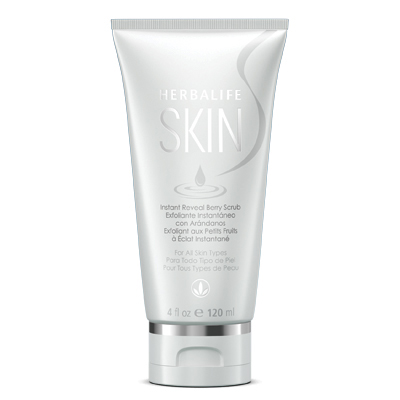 HERBALIFE
SKIN
Instant Reveal Berry Scrub
Exfoliante Instantáneo
con Arándanos
Exfoliant aux Petits Fruits
à Éclat Instantané
For All Skin Types
Para Todo Tipo de Piel
Pour Tous Types de Peau
4 fl oz ℮ 120 ml